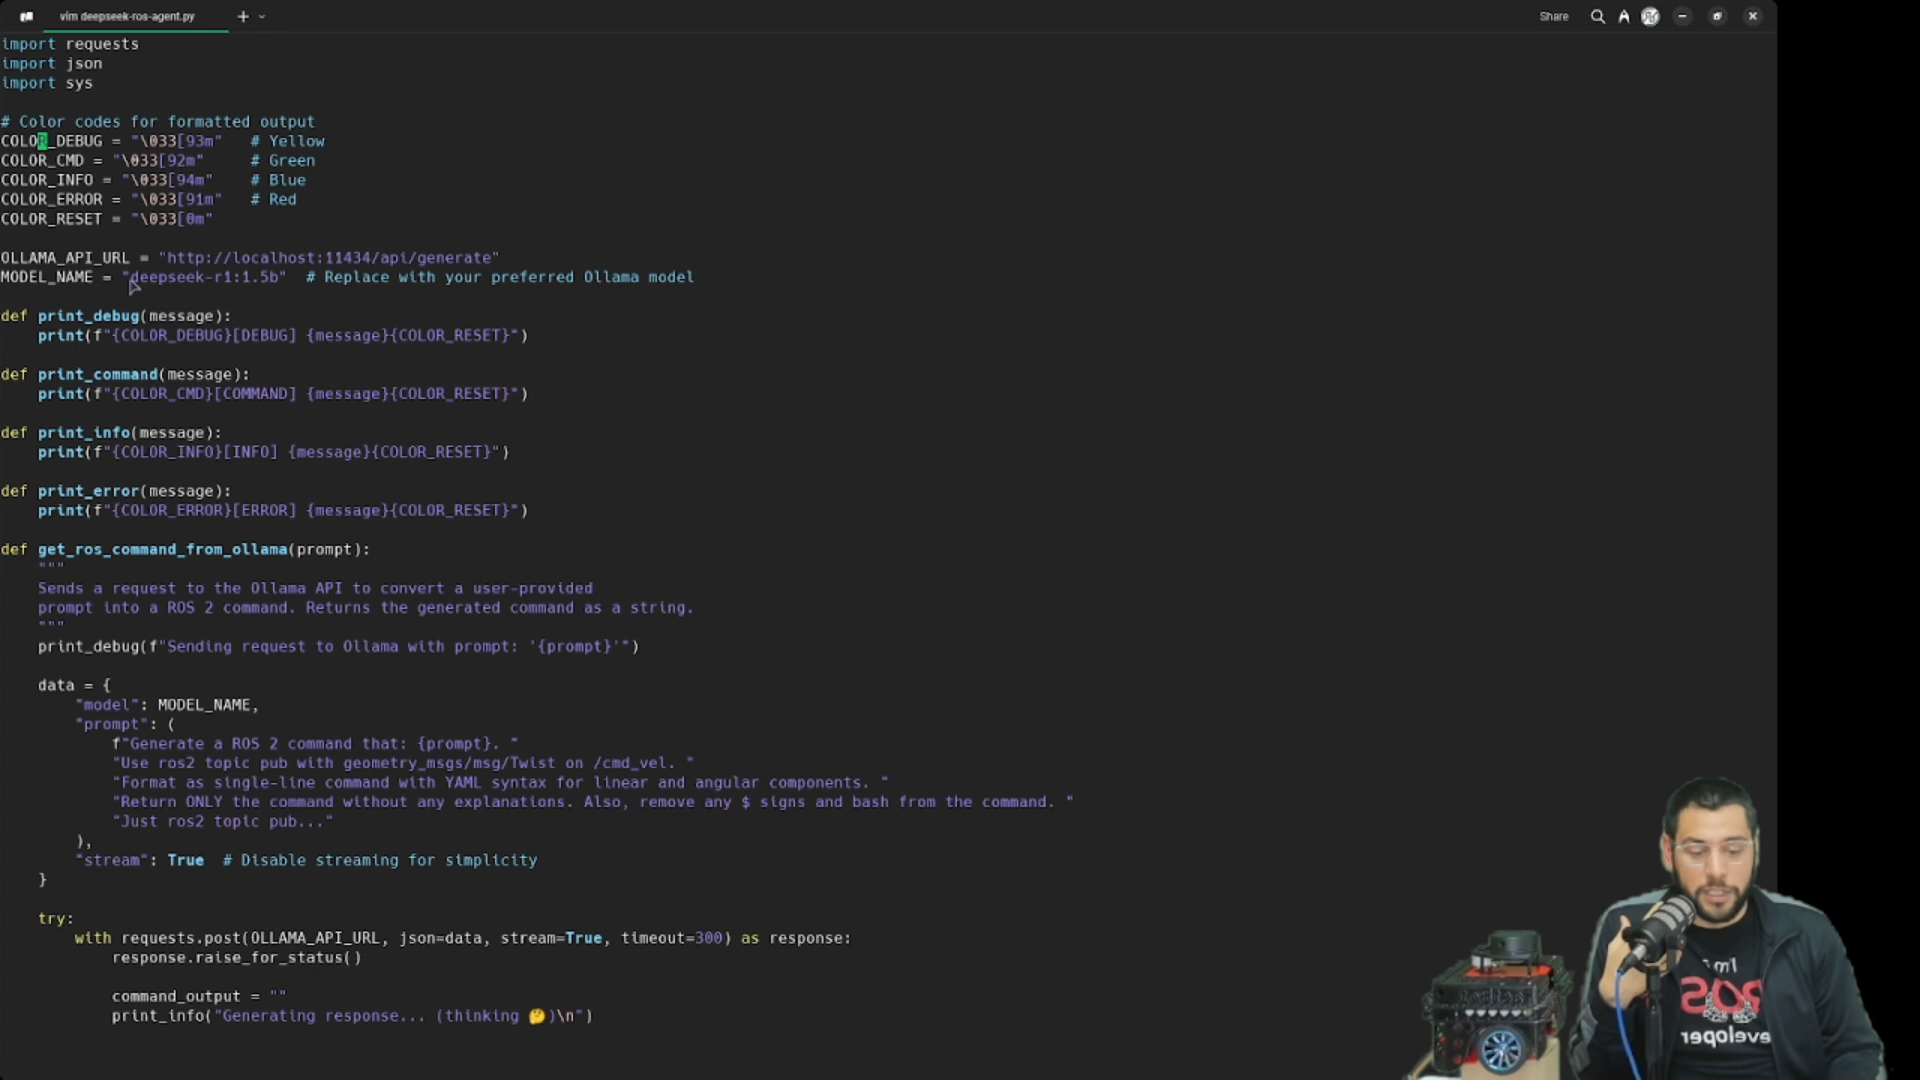 vim deepseek-ros-agent.py
Share
import requests
import json
import sys
# Color codes for formatted output
COLOR_DEBUG = "\033[93m"   # Yellow
COLOR_CMD = "\033[92m"     # Green
COLOR_INFO = "\033[94m"    # Blue
COLOR_ERROR = "\033[91m"   # Red
COLOR_RESET = "\033[0m"
OLLAMA_API_URL = "http://localhost:11434/api/generate"
MODEL_NAME = "deepseek-r1:1.5b"  # Replace with your preferred Ollama model
def print_debug(message):
    print(f"{COLOR_DEBUG}[DEBUG] {message}{COLOR_RESET}")
def print_command(message):
    print(f"{COLOR_CMD}[COMMAND] {message}{COLOR_RESET}")
def print_info(message):
    print(f"{COLOR_INFO}[INFO] {message}{COLOR_RESET}")
def print_error(message):
    print(f"{COLOR_ERROR}[ERROR] {message}{COLOR_RESET}")
def get_ros_command_from_ollama(prompt):
    """
    Sends a request to the Ollama API to convert a user-provided
    prompt into a ROS 2 command. Returns the generated command as a string.
    """
    print_debug(f"Sending request to Ollama with prompt: '{prompt}'")
    data = {
        "model": MODEL_NAME,
        "prompt": (
            f"Generate a ROS 2 command that: {prompt}. "
            "Use ros2 topic pub with geometry_msgs/msg/Twist on /cmd_vel. "
            "Format as single-line command with YAML syntax for linear and angular components. "
            "Return ONLY the command without any explanations. Also, remove any $ signs and bash from the command. "
            "Just ros2 topic pub..."
        ),
        "stream": True  # Disable streaming for simplicity
    }
    try:
        with requests.post(OLLAMA_API_URL, json=data, stream=True, timeout=300) as response:
            response.raise_for_status()
            command_output = ""
            print_info("Generating response... (thinking 🤔)\n")
I'm a
ROS
eveloper